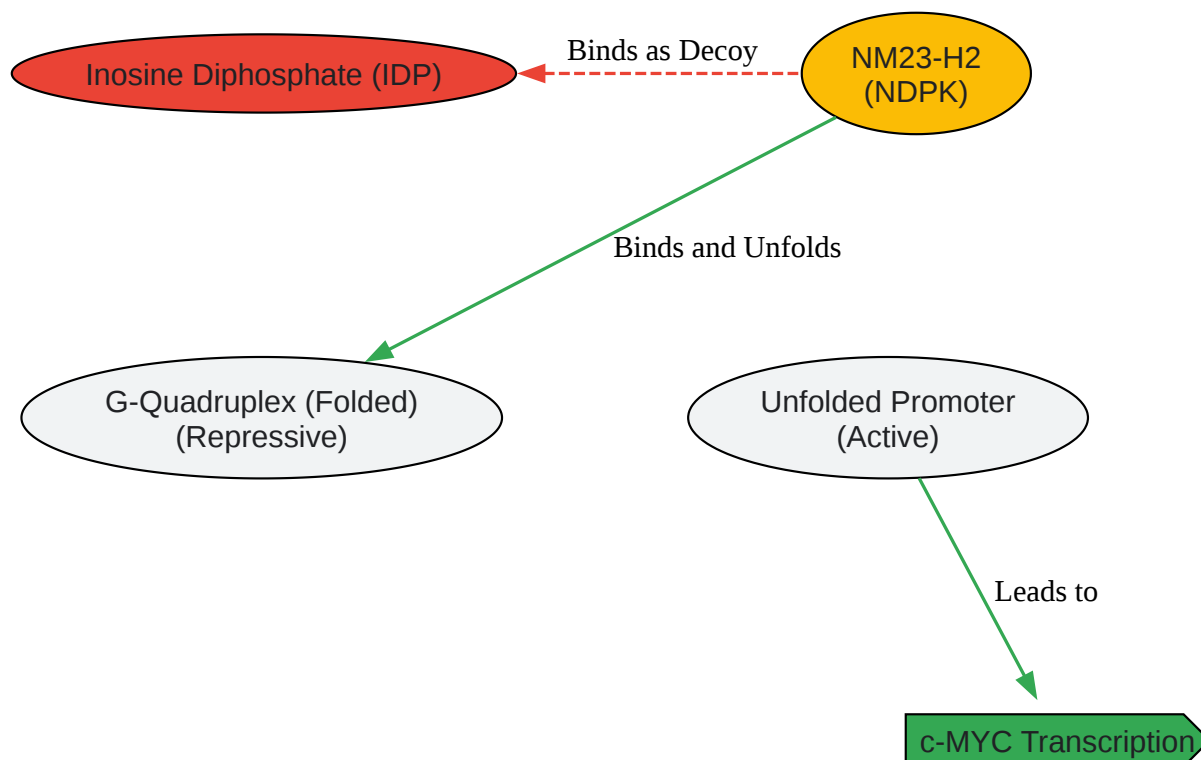 Inosine Diphosphate (IDP)
Binds as Decoy
NM23-H2
(NDPK)
Binds and Unfolds
G-Quadruplex (Folded)
(Repressive)
Unfolded Promoter
(Active)
Leads to
c-MYC Transcription